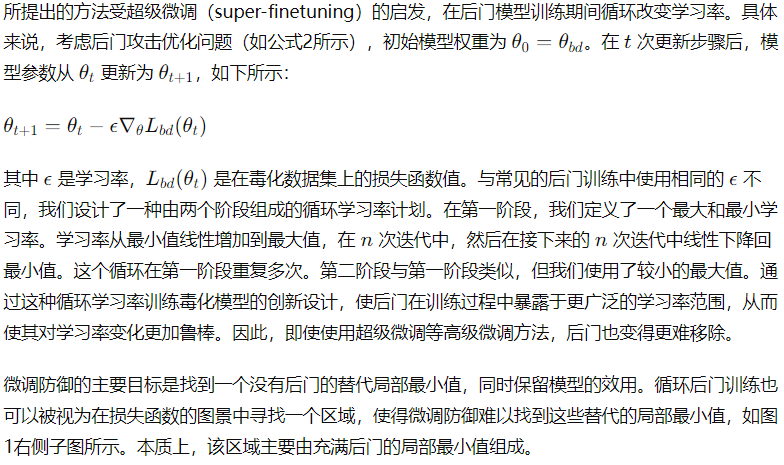 所提出的方法受超级微调（super-finetuning）的启发，在后门模型训练期间循环改变学习率。具体
来说，考虑后门攻击优化问题（如公式2所示），初始模型权重为 θ₀ = θ_{bd}。在 t 次更新步骤后，模
型参数从 θ_t 更新为 θ_{t+1}，如下所示：
θ_{t+1} = θ_t − ϵ∇_θ L_{bd}(θ_t)
其中 ϵ 是学习率，L_{bd}(θ_t) 是在毒化数据集上的损失函数值。与常见的后门训练中使用相同的 ϵ 不
同，我们设计了一种由两个阶段组成的循环学习率计划。在第一阶段，我们定义了一个最大和最小学
习率。学习率从最小值线性增加到最大值，在 n 次迭代中，然后在接下来的 n 次迭代中线性下降回
最小值。这个循环在第一阶段重复多次。第二阶段与第一阶段类似，但我们使用了较小的最大值。通
过这种循环学习率训练毒化模型的创新设计，使后门在训练过程中暴露于更广泛的学习率范围，从而
使其对学习率变化更加鲁棒。因此，即使使用超级微调等高级微调方法，后门也变得更难移除。
微调防御的主要目标是找到一个没有后门的替代局部最小值，同时保留模型的效用。循环后门训练也
可以被视为在损失函数的图景中寻找一个区域，使得微调防御难以找到这些替代的局部最小值，如图
1右侧子图所示。本质上，该区域主要由充满后门的局部最小值组成。